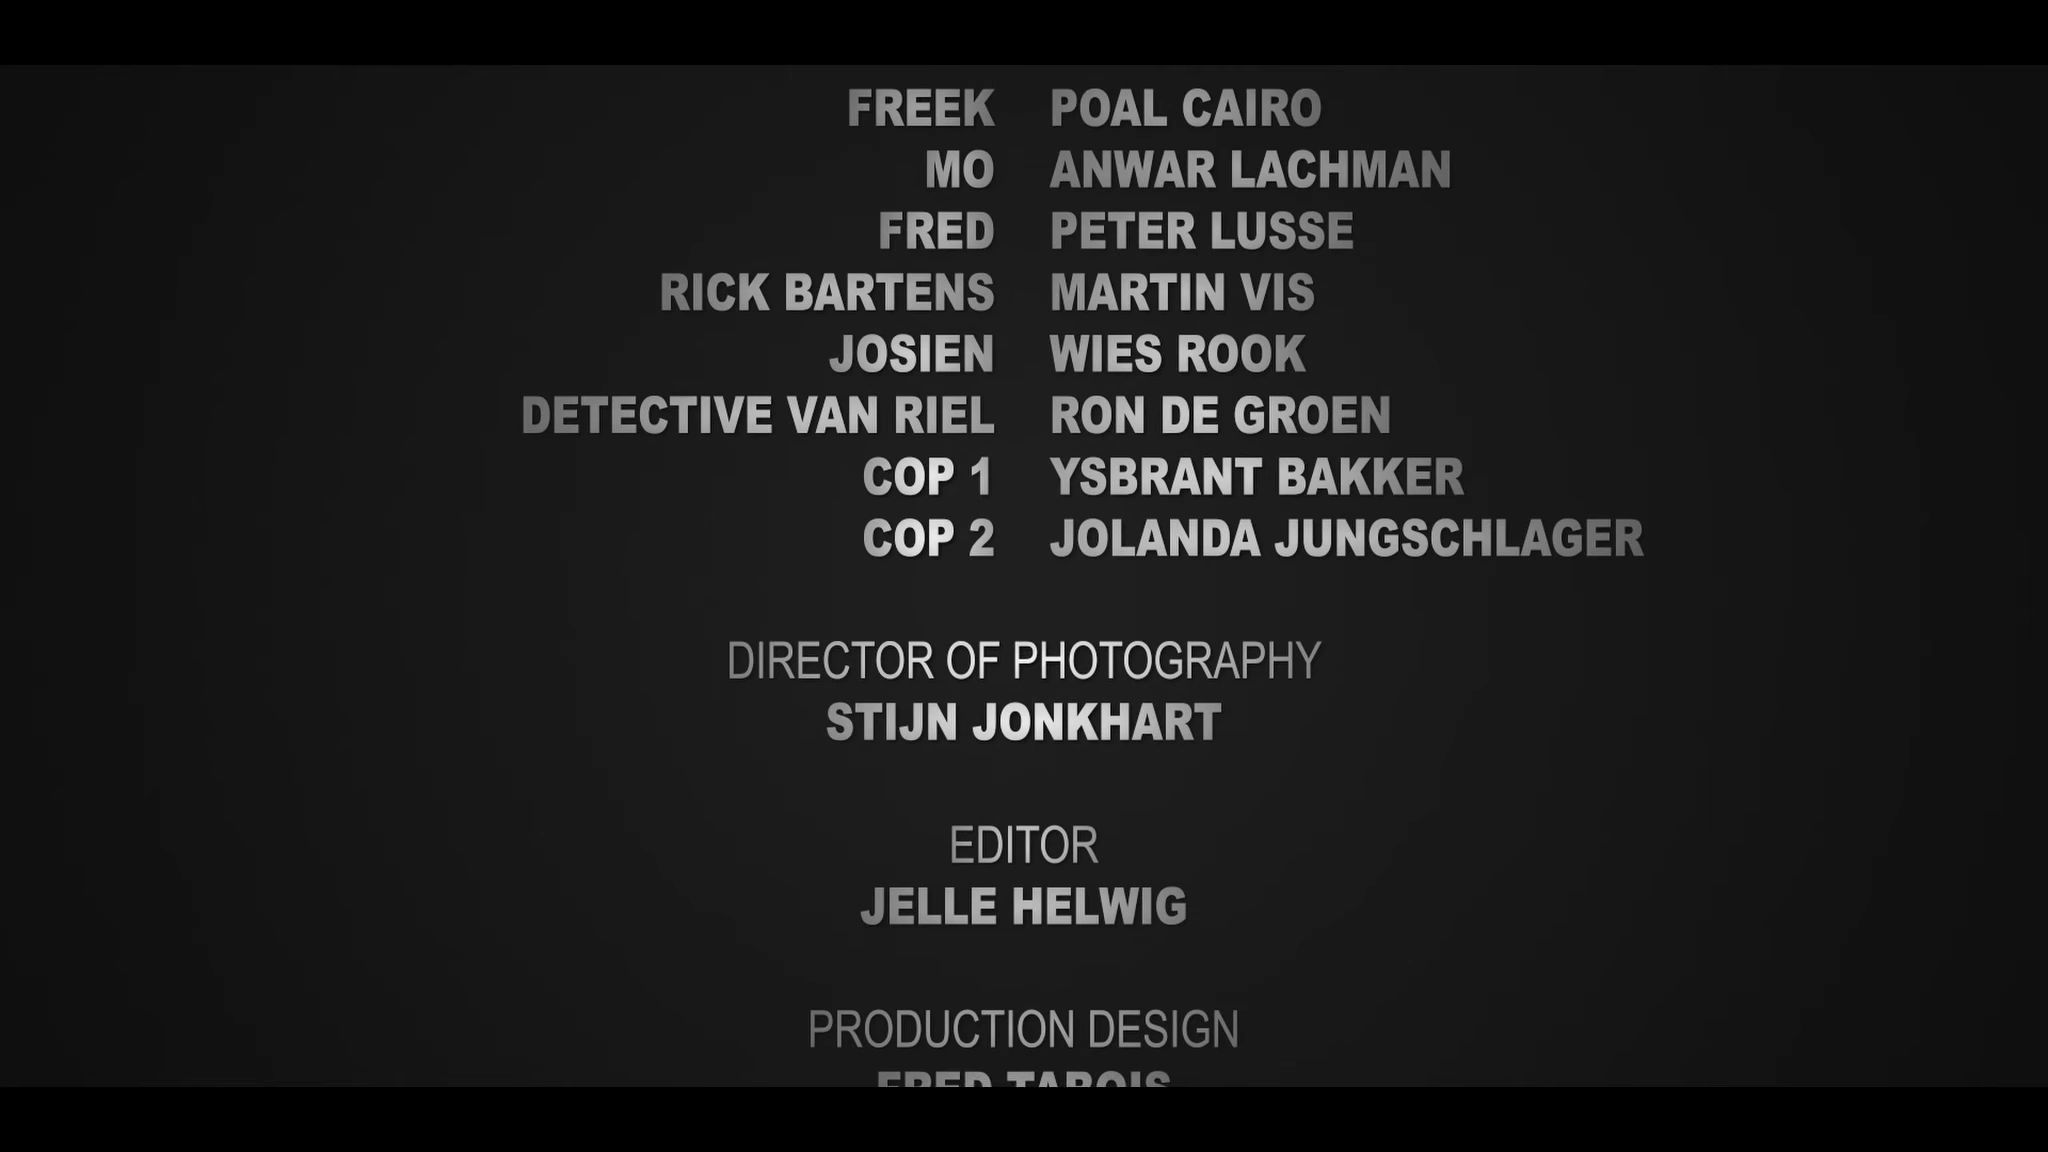 FREEK POAL CAIRO
MO ANWAR LACHMAN
FRED PETER LUSSE
RICK BARTENS MARTIN VIS
JOSIEN WIES ROOK
DETECTIVE VAN RIEL RON DE GROEN
COP 1 YSBRANT BAKKER
COP 2 JOLANDA JUNGSCHLAGER
DIRECTOR OF PHOTOGRAPHY
STIJN JONKHART
EDITOR
JELLE HELWIG
PRODUCTION DESIGN
FRED